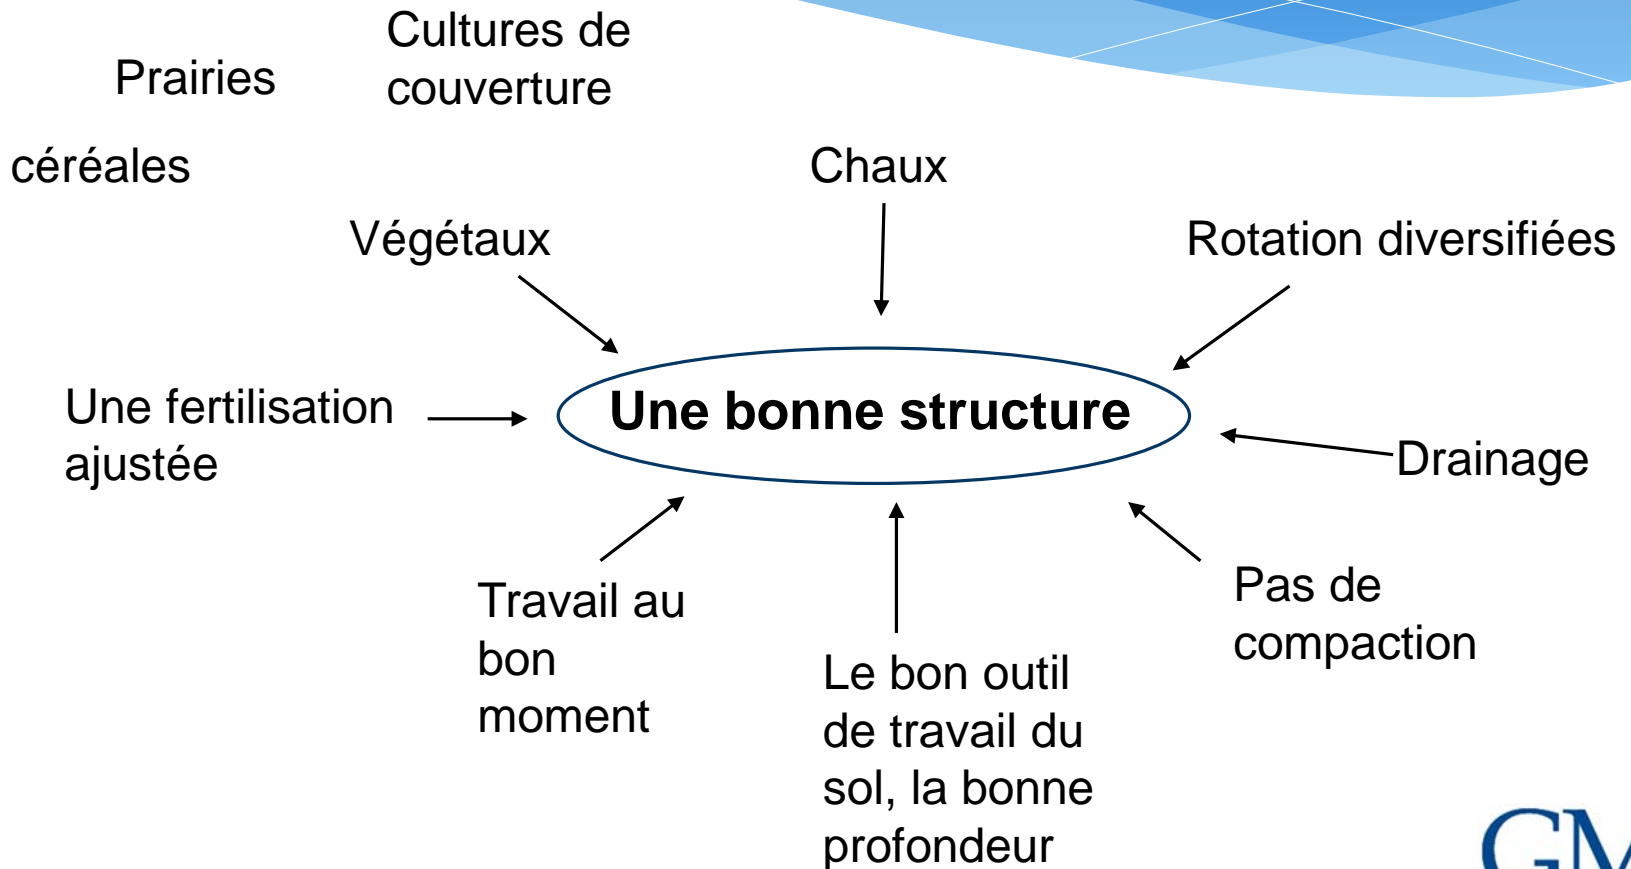 Cultures de
couverture
Prairies
céréales
Chaux
Végétaux
Rotation diversifiées
Une fertilisation
ajustée
Une bonne structure
Drainage
Travail au
bon
moment
Le bon outil
de travail du
sol, la bonne
profondeur
Pas de
compaction
GM